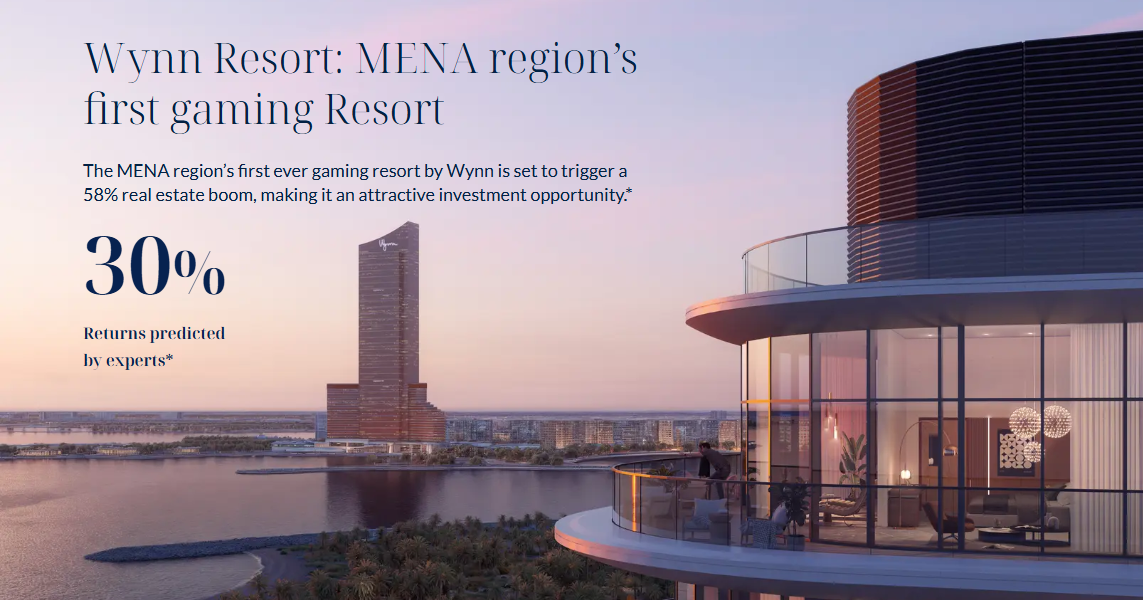 Wynn Resort: MENA region’s
first gaming Resort
The MENA region’s first ever gaming resort by Wynn is set to trigger a
58% real estate boom, making it an attractive investment opportunity.*
30%
Wynn
Returns predicted
by experts*